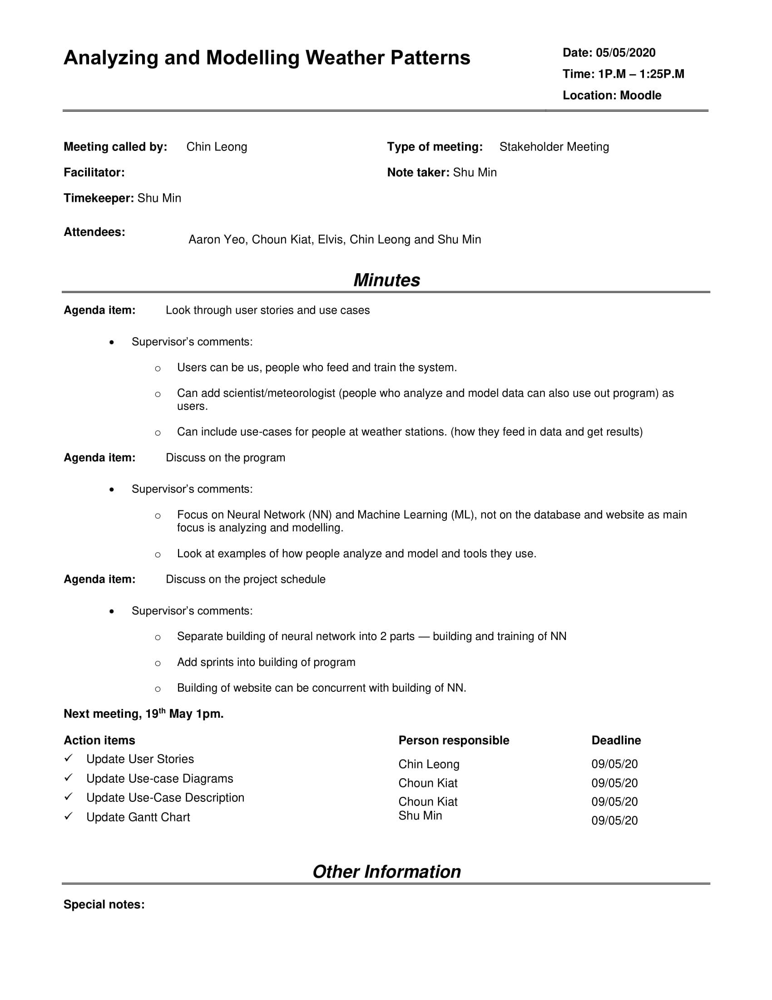 Analyzing and Modelling Weather Patterns
Date: 05/05/2020
Time: 1P.M – 1:25P.M
Location: Moodle
Meeting called by: Chin Leong Type of meeting: Stakeholder Meeting
Facilitator: Note taker: Shu Min
Timekeeper: Shu Min
Attendees: Aaron Yeo, Choun Kiat, Elvis, Chin Leong and Shu Min
Minutes
Agenda item: Look through user stories and use cases
• Supervisor’s comments:
o Users can be us, people who feed and train the system.
o Can add scientist/meteorologist (people who analyze and model data can also use out program) as
users.
o Can include use-cases for people at weather stations. (how they feed in data and get results)
Agenda item: Discuss on the program
• Supervisor’s comments:
o Focus on Neural Network (NN) and Machine Learning (ML), not on the database and website as main
focus is analyzing and modelling.
o Look at examples of how people analyze and model and tools they use.
Agenda item: Discuss on the project schedule
• Supervisor’s comments:
o Separate building of neural network into 2 parts — building and training of NN
o Add sprints into building of program
o Building of website can be concurrent with building of NN.
Next meeting, 19th May 1pm.
Action items Person responsible Deadline
✓ Update User Stories Chin Leong 09/05/20
✓ Update Use-case Diagrams Choun Kiat 09/05/20
✓ Update Use-Case Description Choun Kiat 09/05/20
✓ Update Gantt Chart Shu Min 09/05/20
Other Information
Special notes: